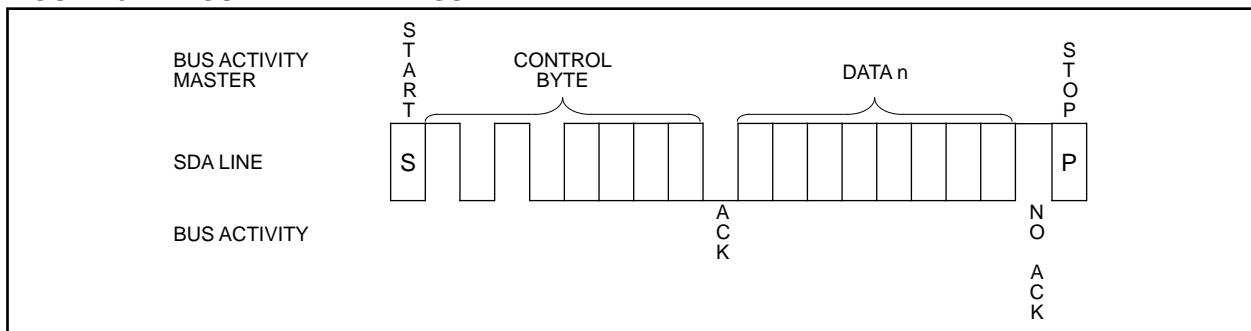 START
BUS ACTIVITY
MASTER
CONTROL
BYTE
DATA n
STOP
SDA LINE
S
P
BUS ACTIVITY
ACK
NO ACK